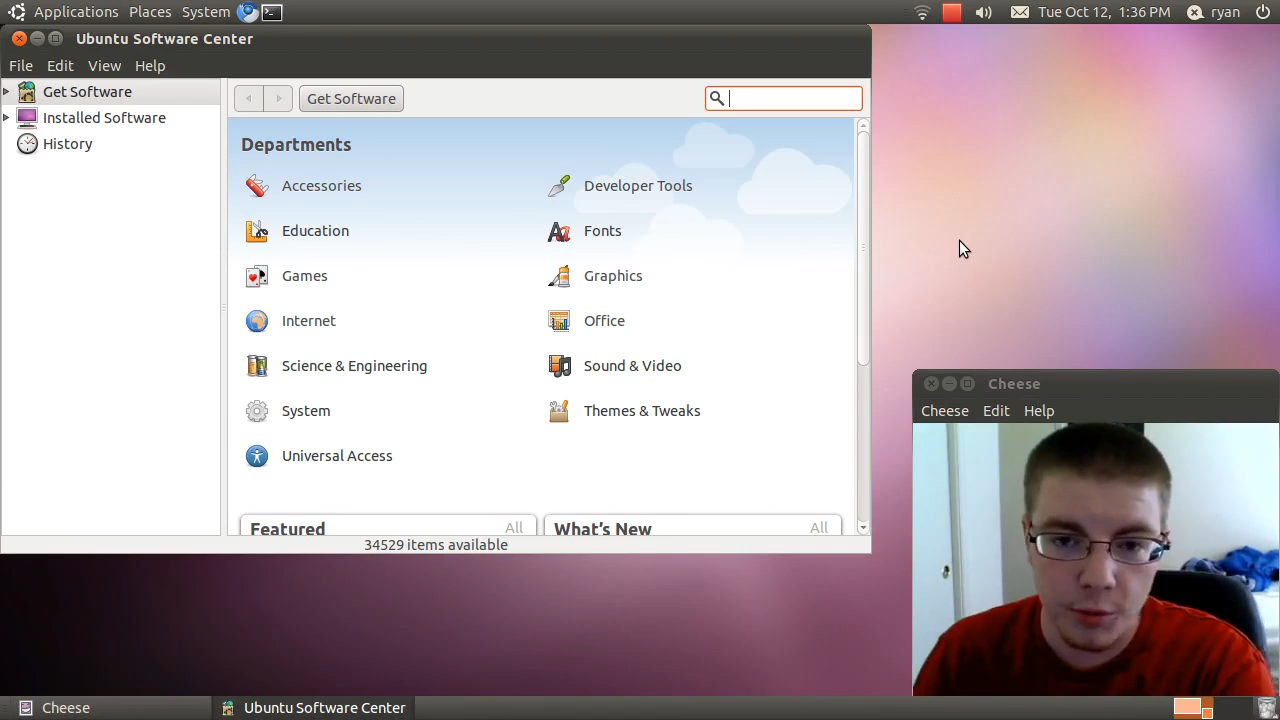 Applications Places System Tue Oct 12, 1:36 PM ryan
Ubuntu Software Center
File Edit View Help
Get Software
Installed Software
History
Get Software
Departments
Accessories Developer Tools
Education Fonts
Games Graphics
Internet Office
Science & Engineering Sound & Video
System Themes & Tweaks
Universal Access
Featured All What's New All
34529 items available
Cheese
Cheese Edit Help
Cheese Ubuntu Software Center